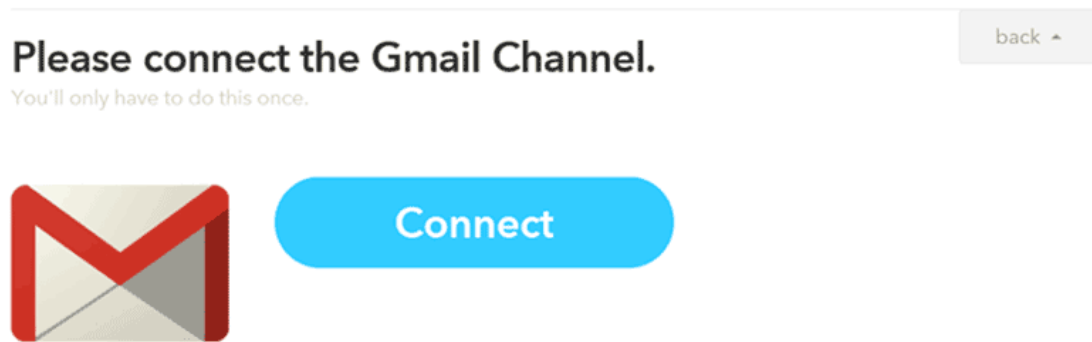 back
Please connect the Gmail Channel.
You'll only have to do this once.
Connect